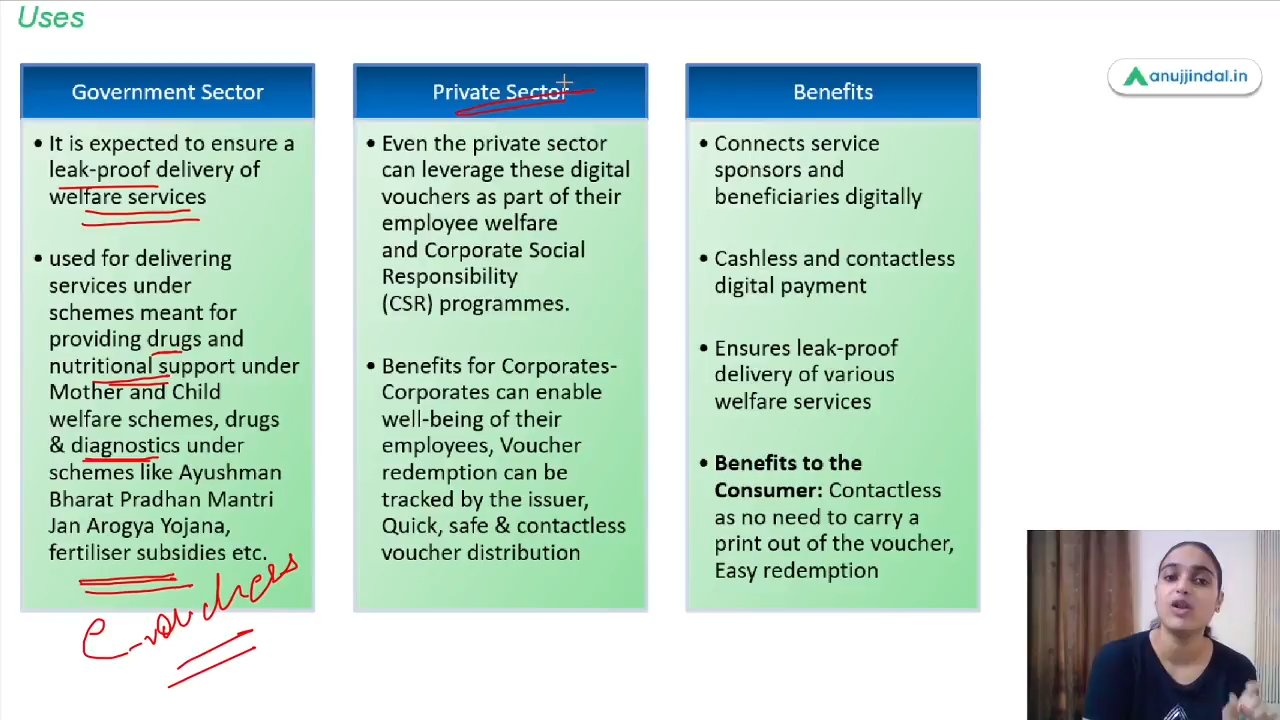 Uses
anujjindal.in
Government Sector
• It is expected to ensure a
leak-proof delivery of
welfare services
• used for delivering
services under
schemes meant for
providing drugs and
nutritional support under
Mother and Child
welfare schemes, drugs
& diagnostics under
schemes like Ayushman
Bharat Pradhan Mantri
Jan Arogya Yojana,
fertiliser subsidies etc.
e-vouchers
Private Sector
• Even the private sector
can leverage these digital
vouchers as part of their
employee welfare
and Corporate Social
Responsibility
(CSR) programmes.
• Benefits for Corporates-
Corporates can enable
well-being of their
employees, Voucher
redemption can be
tracked by the issuer,
Quick, safe & contactless
voucher distribution
Benefits
• Connects service
sponsors and
beneficiaries digitally
• Cashless and contactless
digital payment
• Ensures leak-proof
delivery of various
welfare services
• Benefits to the
Consumer: Contactless
as no need to carry a
print out of the voucher,
Easy redemption